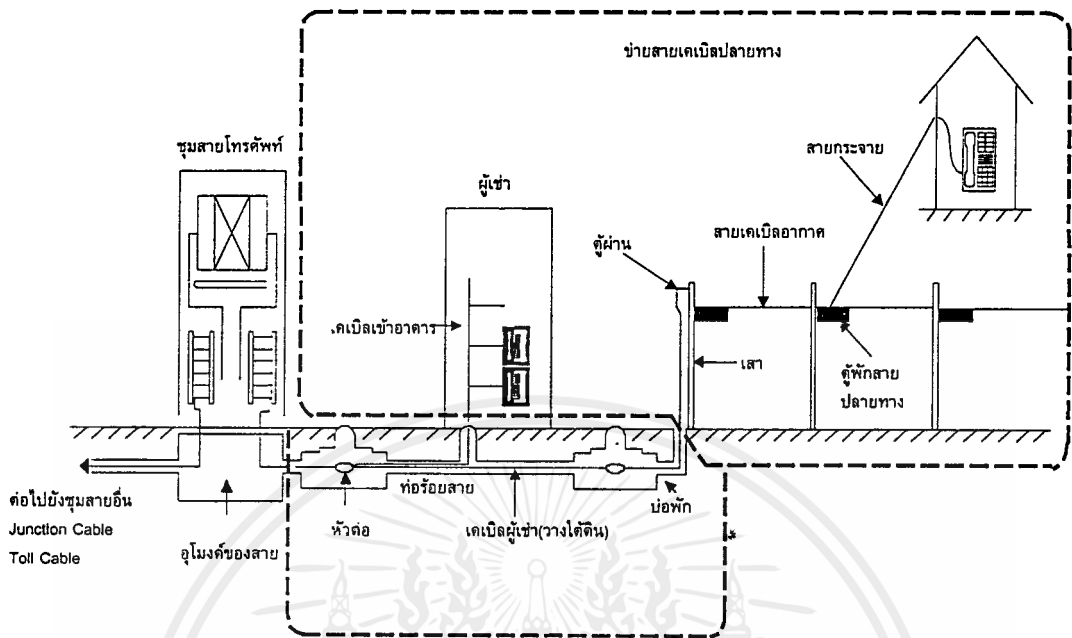 ข่ายสายเคเบิลปลายทาง
ชุมสายโทรศัพท์
สายกระจาย
ผู้เช่า
สายเคเบิลอากาศ
ตู้ผ่าน
เคเบิลเข้าอาคาร
เสา
ตู้พักสาย
ปลายทาง
ท่อร้อยสาย
บ่อพัก
ต่อไปยังชุมสายอื่น
Junction Cable
Toll Cable
อุโมงค์ของสาย
หัวต่อ
เคเบิลผู้เช่า(วางใต้ดิน)